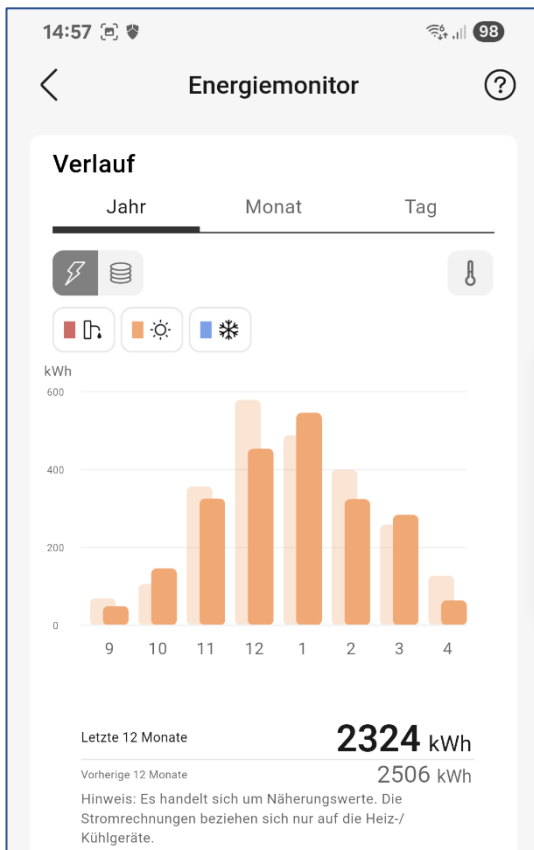 14:57
98
Energiemonitor
?
Verlauf
Jahr Monat Tag
kWh
600
400
200
0
9 10 11 12 1 2 3 4
Letzte 12 Monate 2324 kWh
Vorherige 12 Monate 2506 kWh
Hinweis: Es handelt sich um Näherungswerte. Die
Stromrechnungen beziehen sich nur auf die Heiz-/
Kühlgeräte.